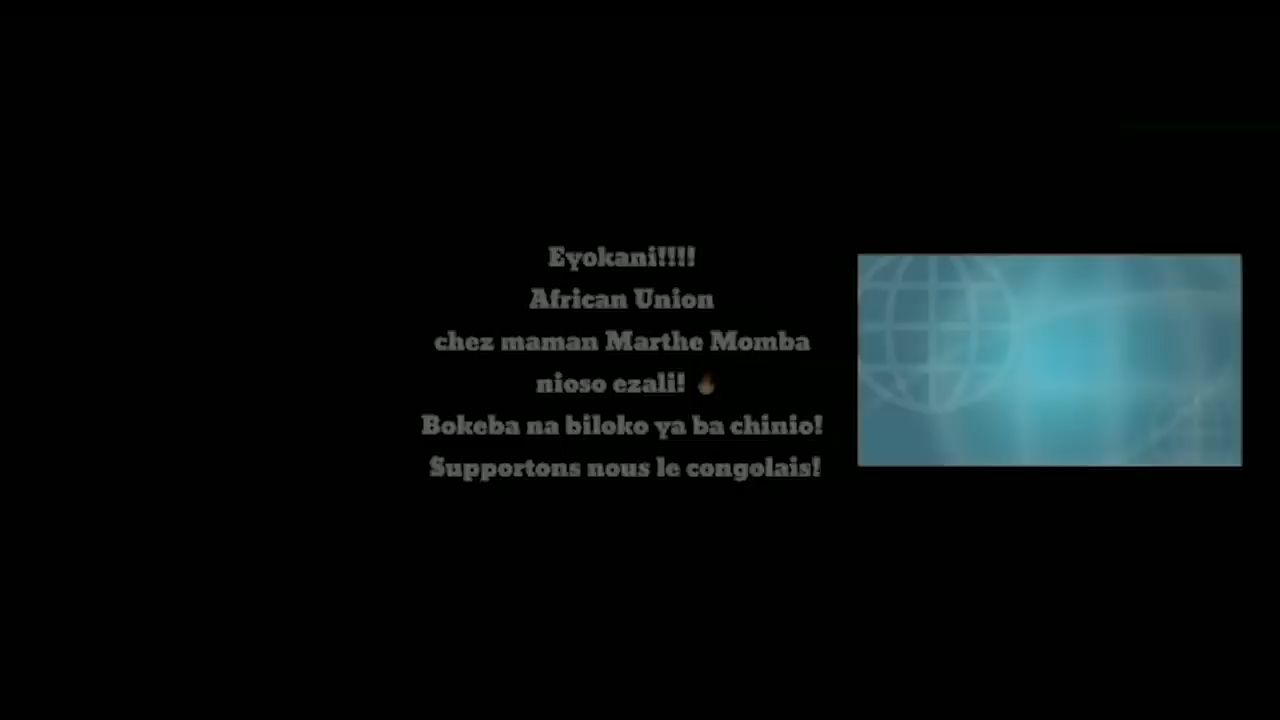 Eyokani!!!!
African Union
chez maman Marthe Momba
nioso ezali! 🔥
Bokeba na biloko ya ba chinio!
Supportons nous le congolais!